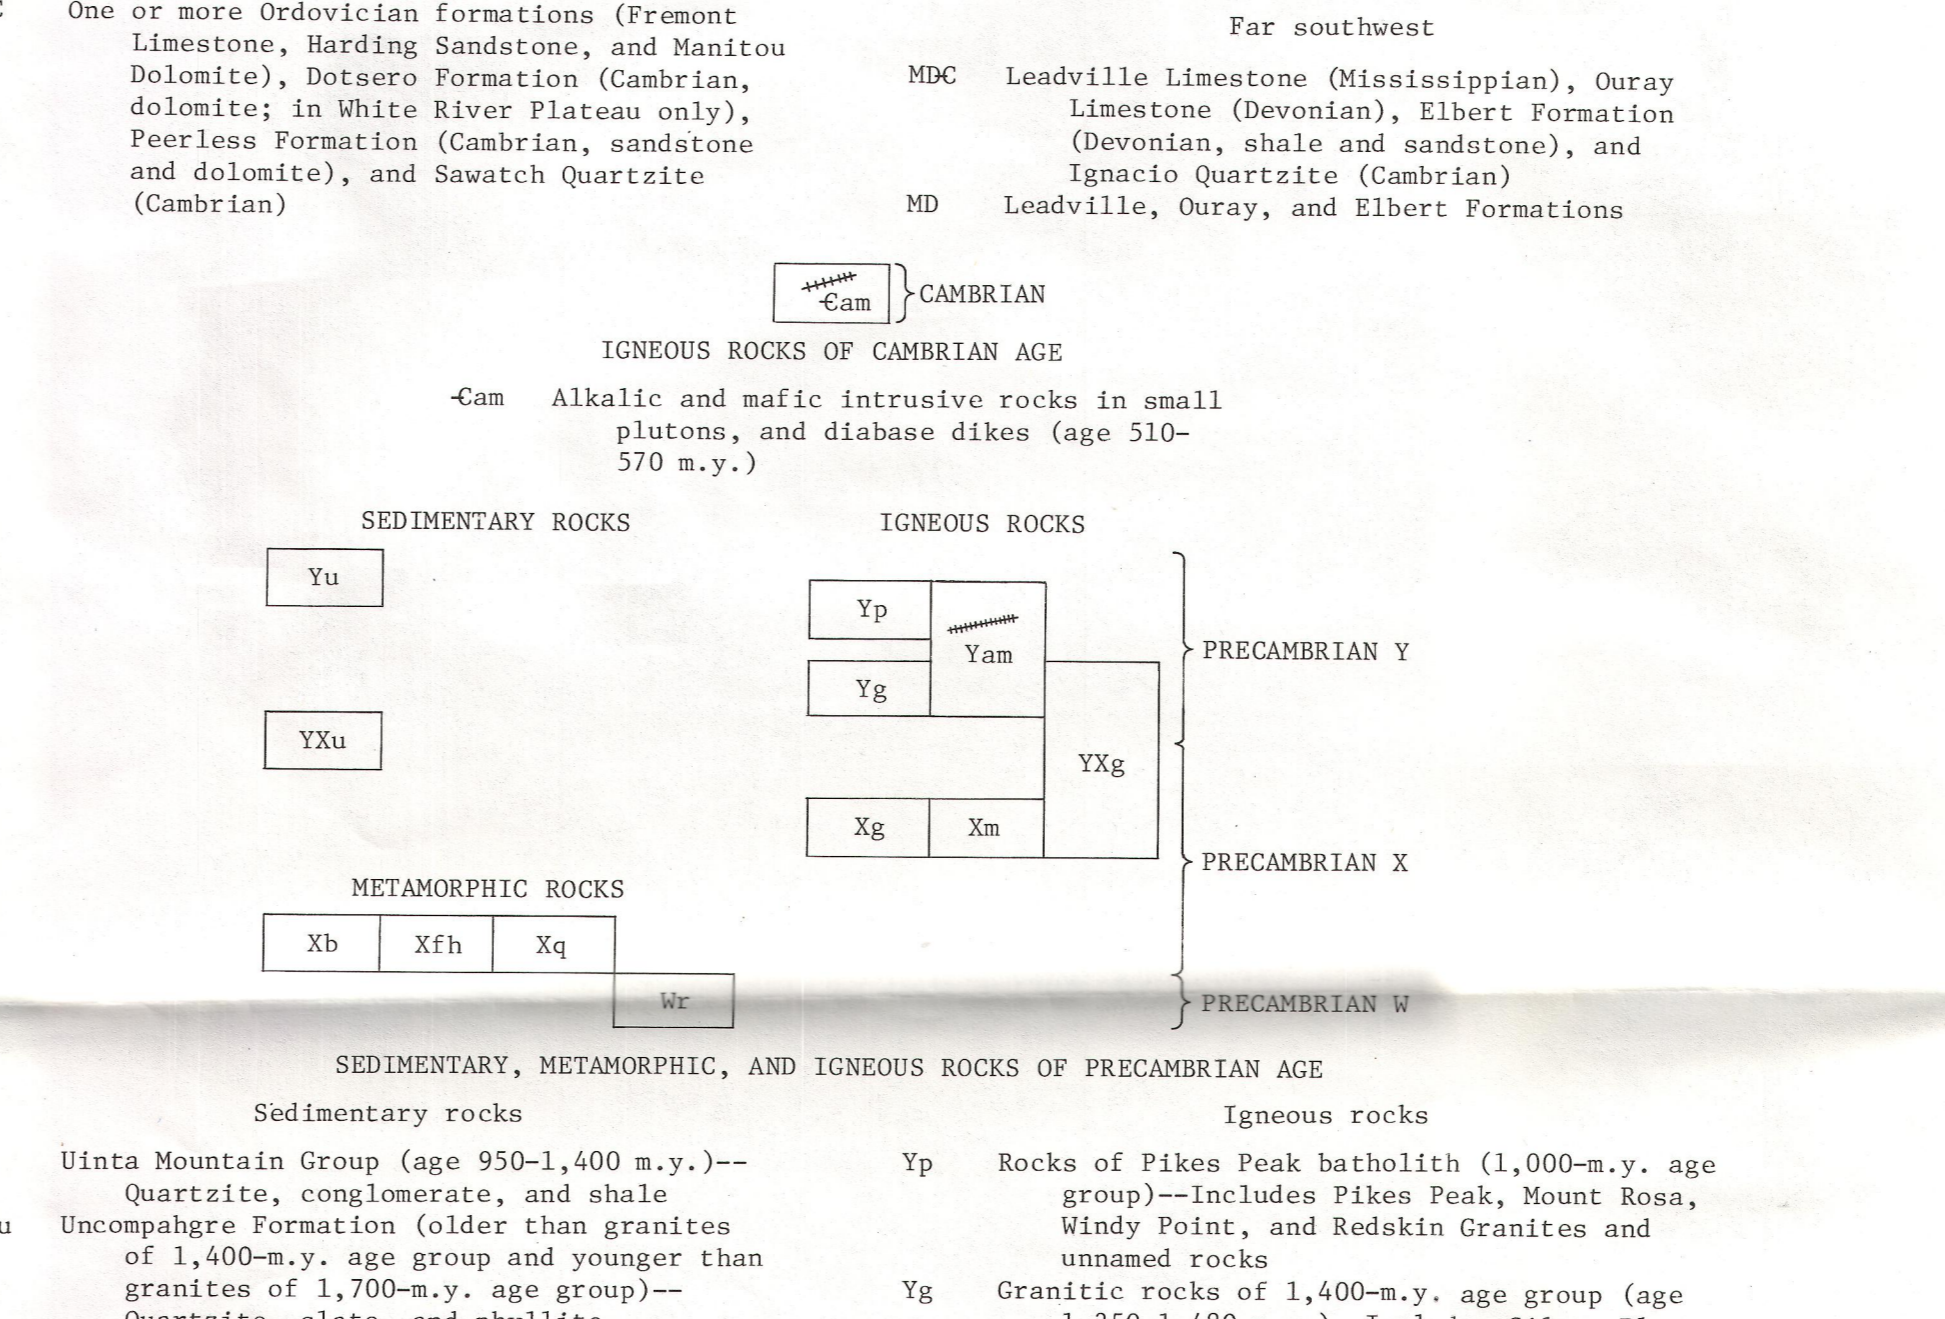 One or more Ordovician formations (Fremont
Limestone, Harding Sandstone, and Manitou
Dolomite), Dotsero Formation (Cambrian,
dolomite; in White River Plateau only),
Peerless Formation (Cambrian, sandstone
and dolomite), and Sawatch Quartzite
(Cambrian)
Far southwest
MDꞒ Leadville Limestone (Mississippian), Ouray
Limestone (Devonian), Elbert Formation
(Devonian, shale and sandstone), and
Ignacio Quartzite (Cambrian)
MD Leadville, Ouray, and Elbert Formations
Ꞓam CAMBRIAN
IGNEOUS ROCKS OF CAMBRIAN AGE
Ꞓam Alkalic and mafic intrusive rocks in small
plutons, and diabase dikes (age 510-
570 m.y.)
SEDIMENTARY ROCKS
Yu
YXu
IGNEOUS ROCKS
Yp
Yam
Yg
YXg
Xg Xm
PRECAMBRIAN Y
PRECAMBRIAN X
METAMORPHIC ROCKS
Xb Xfh Xq
Wr
PRECAMBRIAN W
SEDIMENTARY, METAMORPHIC, AND IGNEOUS ROCKS OF PRECAMBRIAN AGE
Sedimentary rocks
Uinta Mountain Group (age 950-1,400 m.y.)--
Quartzite, conglomerate, and shale
u Uncompahgre Formation (older than granites
of 1,400-m.y. age group and younger than
granites of 1,700-m.y. age group)--
Quartzite, slate, and phyllite
Igneous rocks
Yp Rocks of Pikes Peak batholith (1,000-m.y. age
group)--Includes Pikes Peak, Mount Rosa,
Windy Point, and Redskin Granites and
unnamed rocks
Yg Granitic rocks of 1,400-m.y. age group (age